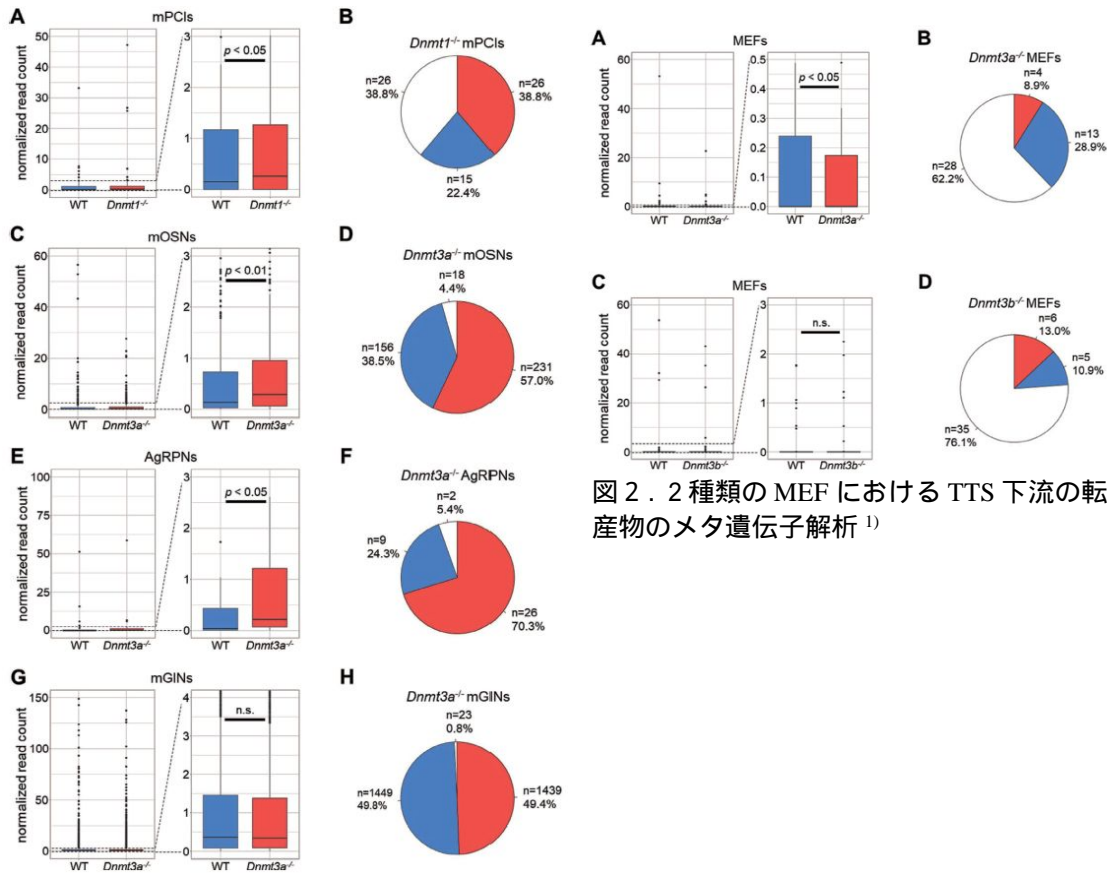 A
mPCIs
normalized read count
50
40
30
20
10
0
WT
Dnmt1-/-
3
2
1
0
p < 0.05
WT
Dnmt1-/-
B
Dnmt1-/- mPCIs
n=26
38.8%
n=26
38.8%
n=15
22.4%
C
mOSNs
normalized read count
60
40
20
0
WT
Dnmt3a-/-
3
2
1
0
p < 0.01
WT
Dnmt3a-/-
D
Dnmt3a-/- mOSNs
n=18
4.4%
n=156
38.5%
n=231
57.0%
E
AgRPNs
normalized read count
100
75
50
25
0
WT
Dnmt3a-/-
3
2
1
0
p < 0.05
WT
Dnmt3a-/-
F
Dnmt3a-/- AgRPNs
n=2
5.4%
n=9
24.3%
n=26
70.3%
G
mGINs
normalized read count
150
100
50
0
WT
Dnmt3a-/-
4
3
2
1
0
n.s.
WT
Dnmt3a-/-
H
Dnmt3a-/- mGINs
n=23
0.8%
n=1449
49.8%
n=1439
49.4%
A
MEFs
normalized read count
60
40
20
0
WT
Dnmt3a-/-
0.5
0.4
0.3
0.2
0.1
0.0
p < 0.05
WT
Dnmt3a-/-
B
Dnmt3a-/- MEFs
n=4
8.9%
n=13
28.9%
n=28
62.2%
C
MEFs
normalized read count
60
50
40
30
20
10
0
WT
Dnmt3b-/-
3
2
1
0
n.s.
WT
Dnmt3b-/-
D
Dnmt3b-/- MEFs
n=6
13.0%
n=5
10.9%
n=35
76.1%
図2.2種類のMEFにおけるTTS下流の転
産物のメタ遺伝子解析 1)